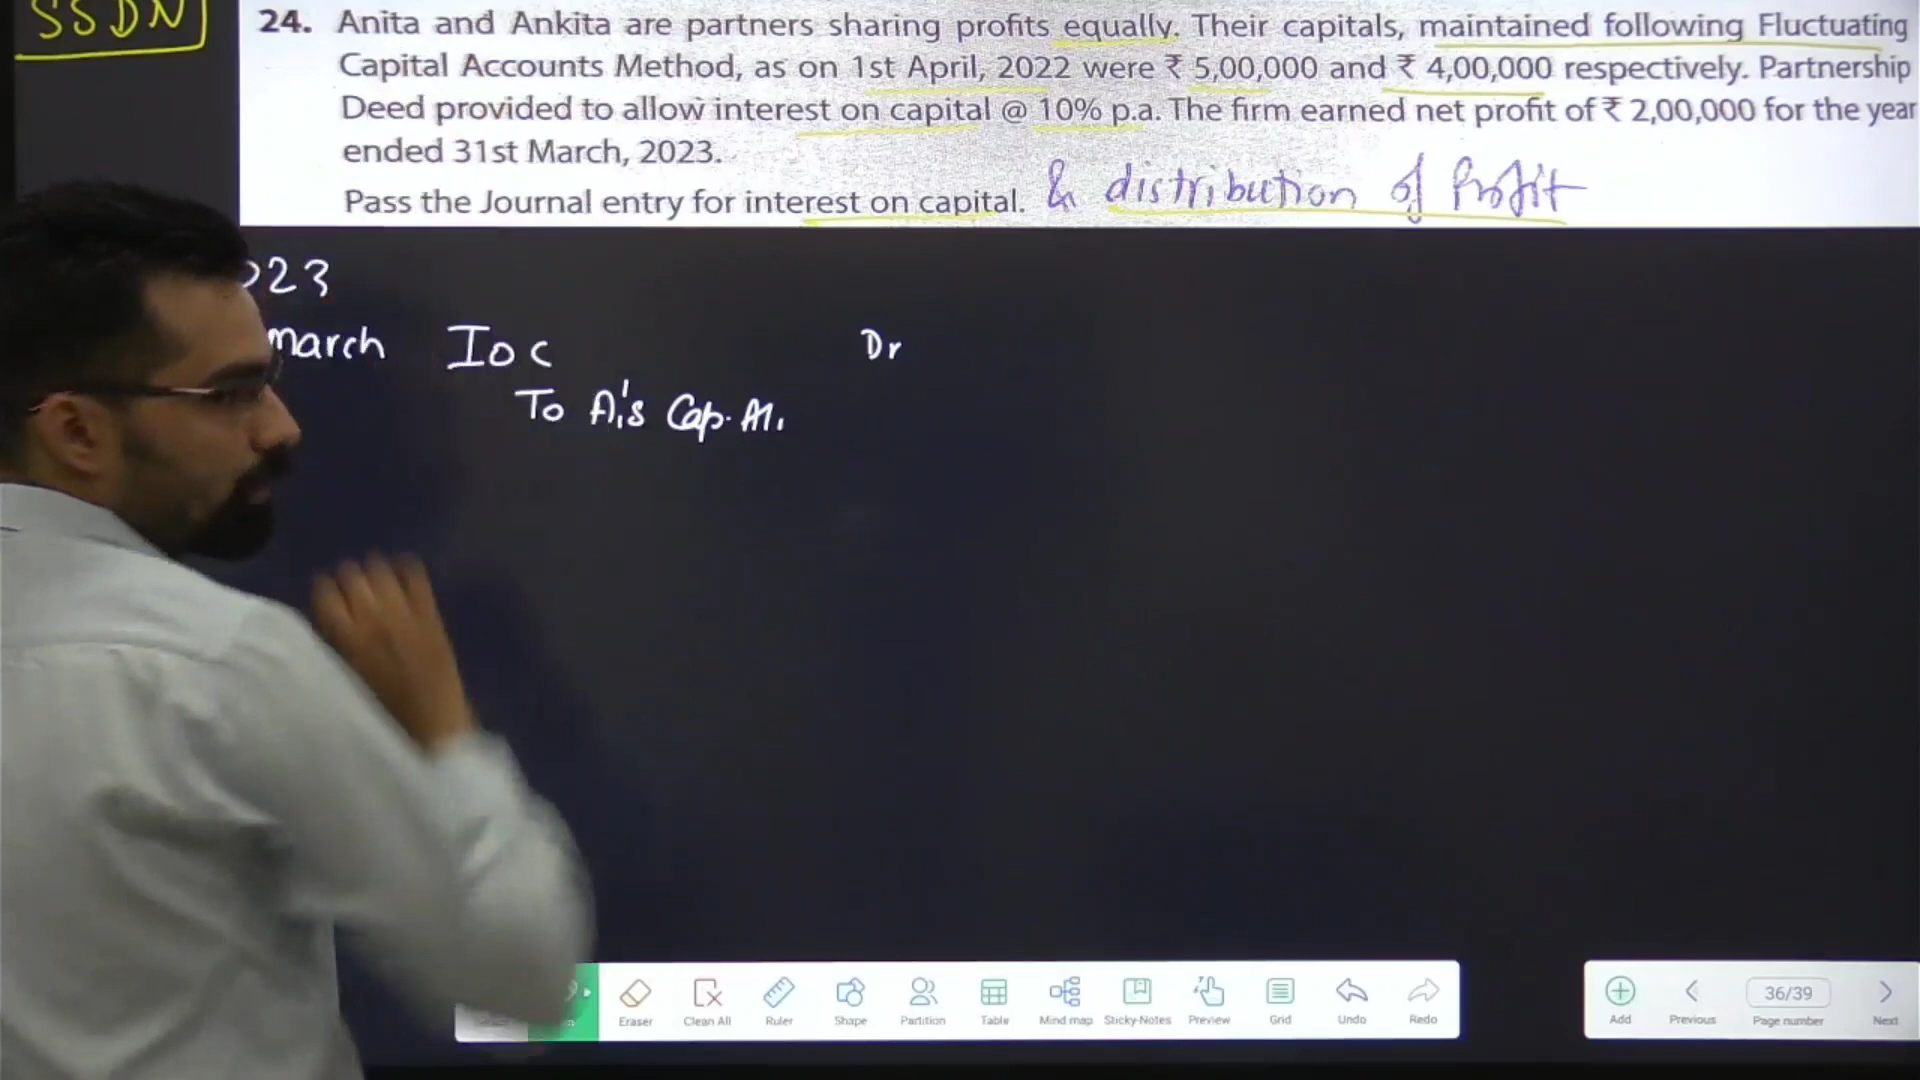 SSDN
24. Anita and Ankita are partners sharing profits equally. Their capitals, maintained following Fluctuating
Capital Accounts Method, as on 1st April, 2022 were ₹ 5,00,000 and ₹ 4,00,000 respectively. Partnership
Deed provided to allow interest on capital @ 10% p.a. The firm earned net profit of ₹ 2,00,000 for the year
ended 31st March, 2023.
Pass the Journal entry for interest on capital. & distribution of Profit
023
march IOC Dr
To A's Cap. A/
Eraser Clean All Ruler Shape Partition Table Mind map Sticky-Notes Preview Grid Undo Redo
Add Previous 36/39 Page number Next